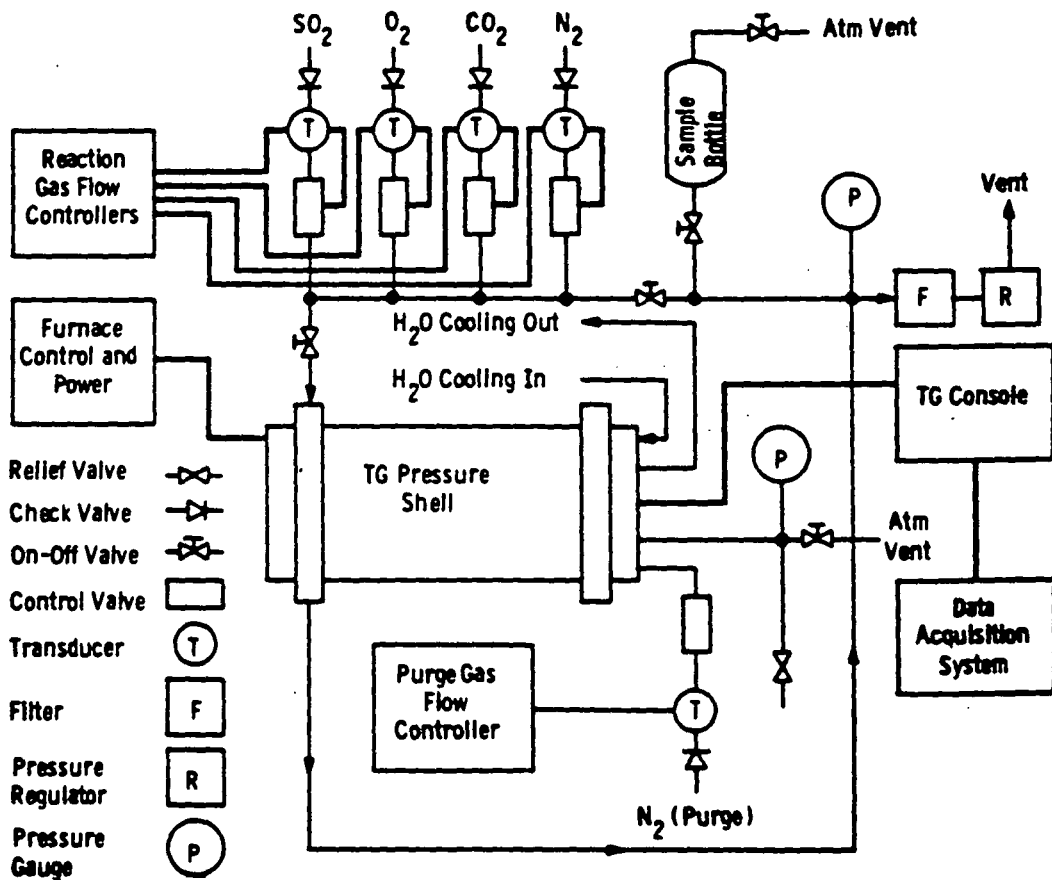 SO2
O2
CO2
N2
Atm Vent
T
T
T
T
Sample
Bottle
Reaction
Gas Flow
Controllers
P
Vent
F
R
H2O Cooling Out
Furnace
Control and
Power
H2O Cooling In
TG Console
P
TG Pressure
Shell
Relief Valve
Check Valve
On-Off Valve
Control Valve
Transducer
T
Filter
F
Pressure
Regulator
R
Pressure
Gauge
P
Atm
Vent
Data
Acquisition
System
Purge Gas
Flow
Controller
T
N2 (Purge)